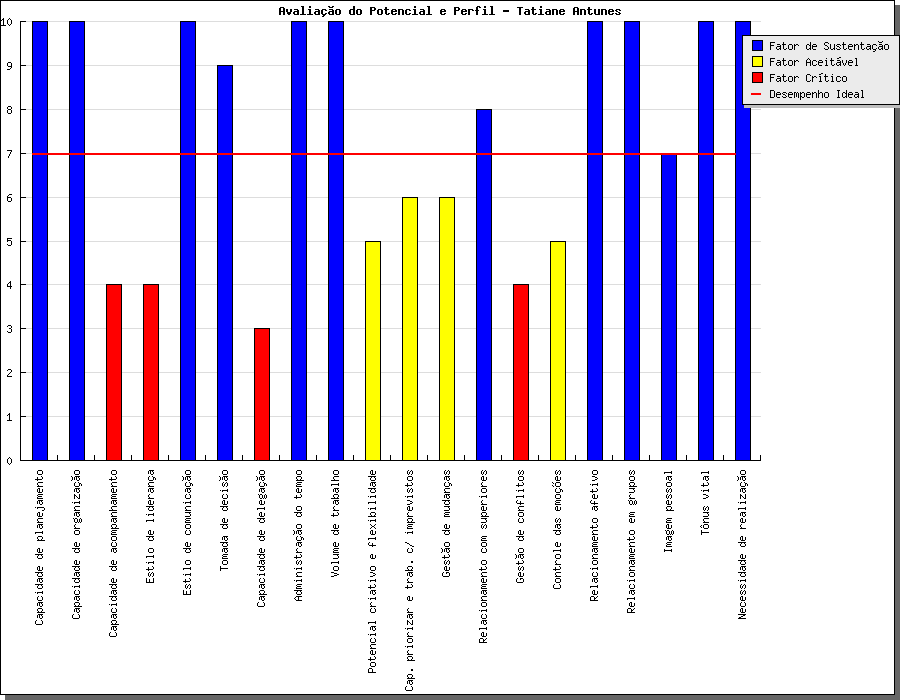 Avaliação do Potencial e Perfil - Tatiane Antunes
10
9
8
7
6
5
4
3
2
1
0
Fator de Sustentação
Fator Aceitável
Fator Crítico
Desempenho Ideal
Capacidade de planejamento
Capacidade de organização
Capacidade de acompanhamento
Estilo de liderança
Estilo de comunicação
Tomada de decisão
Capacidade de delegação
Administração do tempo
Volume de trabalho
Potencial criativo e flexibilidade
Cap. priorizar e trab. c/ imprevistos
Gestão de mudanças
Relacionamento com superiores
Gestão de conflitos
Controle das emoções
Relacionamento afetivo
Relacionamento em grupos
Imagem pessoal
Tônus vital
Necessidade de realização